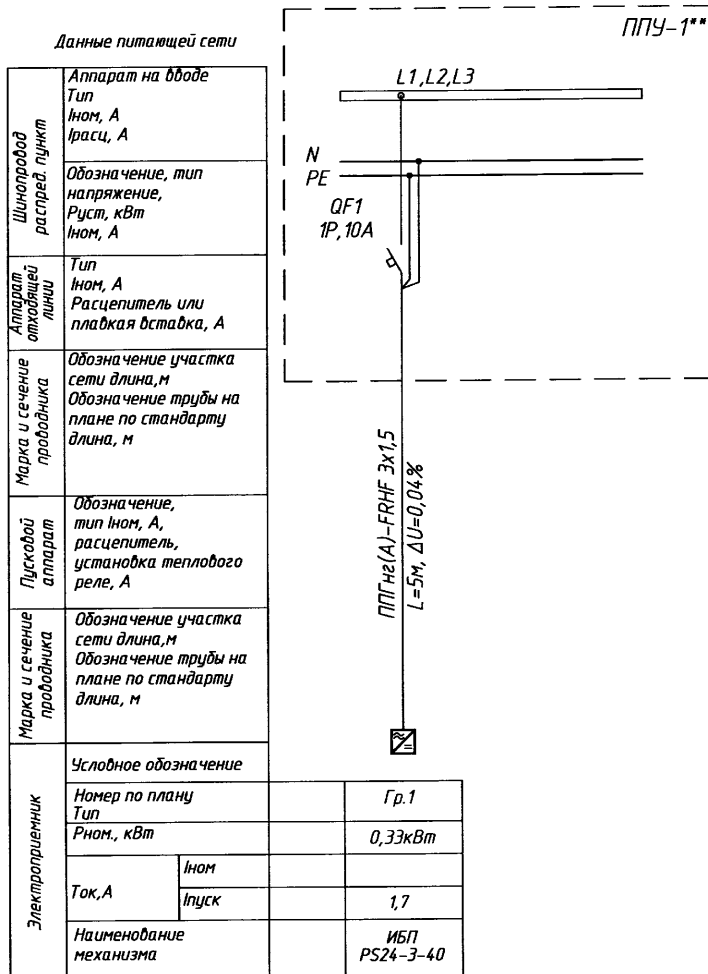 Данные питающей сети
ППУ-1**
Шинопровод
распред. пункт
Аппарат на вводе
Тип
Iном, А
Iрасц, А
Обозначение, тип
напряжение,
Руст, кВт
Iном, А
L1,L2,L3
N
PE
QF1
1P,10A
Аппарат
отходящей
линии
Тип
Iном, А
Расцепитель или
плавкая вставка, А
Марка и сечение
проводника
Обозначение участка
сети длина,м
Обозначение трубы на
плане по стандарту
длина, м
ППГнг(А)-FRHF 3х1,5
L=5м, ΔU=0,04%
Пусковой
аппарат
Обозначение,
тип Iном, А,
расцепитель,
установка теплового
реле, А
Марка и сечение
проводника
Обозначение участка
сети длина,м
Обозначение трубы на
плане по стандарту
длина, м
Электроприемник
Условное обозначение
Номер по плану
Тип
Гр.1
Рном., кВт
0,33кВт
Ток,А
Iном
Iпуск
1,7
Наименование
механизма
ИБП
PS24-3-40